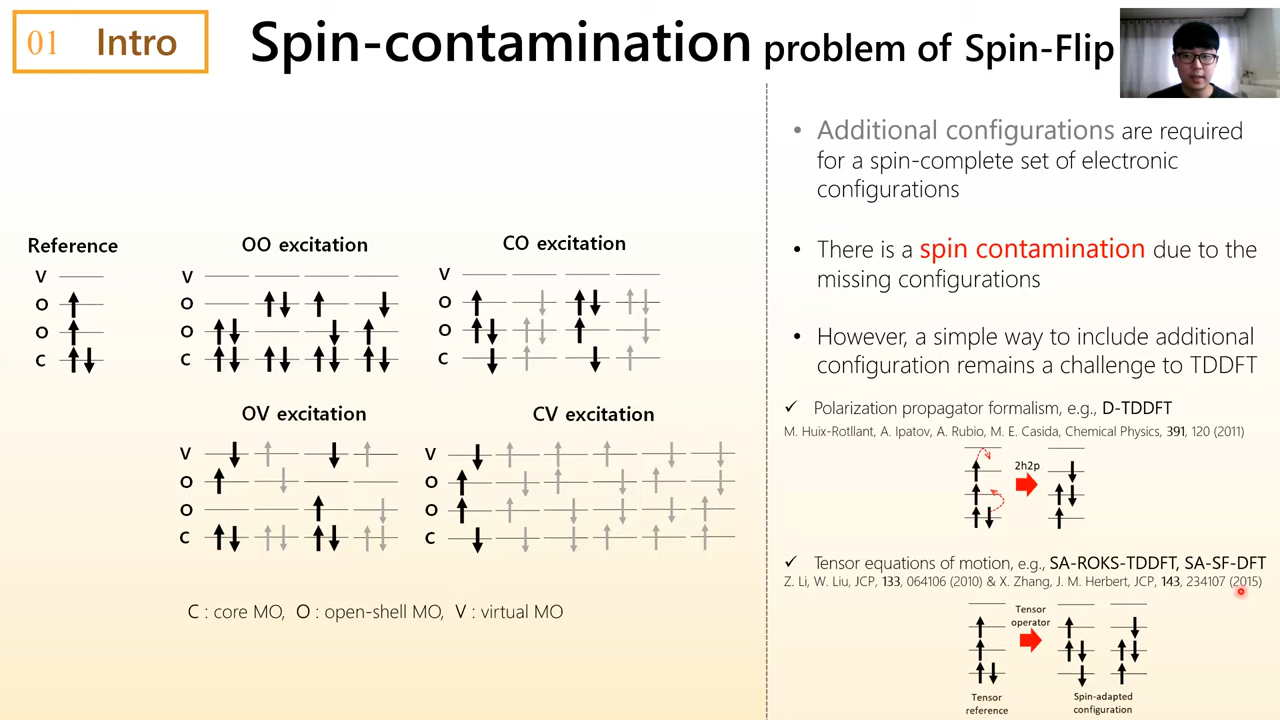 01 Intro
Spin-contamination problem of Spin-Flip
Reference
OO excitation
CO excitation
V
O
O
C
V
O
O
C
V
O
O
C
OV excitation
CV excitation
V
O
O
C
V
O
O
C
C : core MO, O : open-shell MO, V : virtual MO
• Additional configurations are required
for a spin-complete set of electronic
configurations
• There is a spin contamination due to the
missing configurations
• However, a simple way to include additional
configuration remains a challenge to TDDFT
✓ Polarization propagator formalism, e.g., D-TDDFT
M. Huix-Rotllant, A. Ipatov, A. Rubio, M. E. Casida, Chemical Physics, 391, 120 (2011)
2h2p
✓ Tensor equations of motion, e.g., SA-ROKS-TDDFT, SA-SF-DFT
Z. Li, W. Liu, JCP, 133, 064106 (2010) & X. Zhang, J. M. Herbert, JCP, 143, 234107 (2015)
Tensor
operator
Tensor
reference
Spin-adapted
configuration